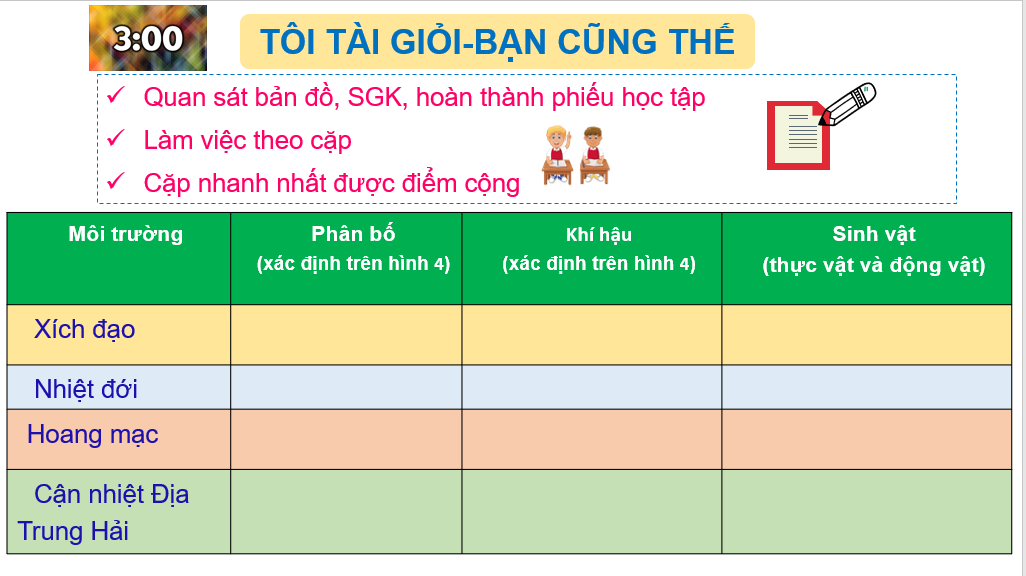 3:00
TÔI TÀI GIỎI-BẠN CŨNG THẾ
✓ Quan sát bản đồ, SGK, hoàn thành phiếu học tập
✓ Làm việc theo cặp
✓ Cặp nhanh nhất được điểm cộng
Môi trường
Phân bố
(xác định trên hình 4)
Khí hậu
(xác định trên hình 4)
Sinh vật
(thực vật và động vật)
Xích đạo
Nhiệt đới
Hoang mạc
Cận nhiệt Địa
Trung Hải